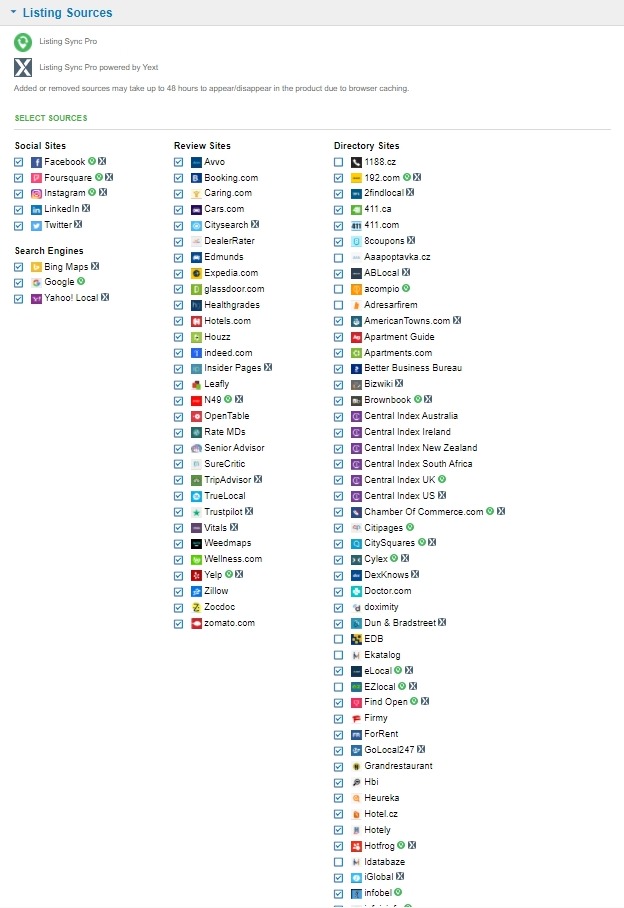 Listing Sources
Listing Sync Pro
Listing Sync Pro powered by Yext
Added or removed sources may take up to 48 hours to appear/disappear in the product due to browser caching.
SELECT SOURCES
Social Sites
Facebook
Foursquare
Instagram
LinkedIn
Twitter
Search Engines
Bing Maps
Google
Yahoo! Local
Review Sites
Avvo
Booking.com
Caring.com
Cars.com
Citysearch
DealerRater
Edmunds
Expedia.com
glassdoor.com
Healthgrades
Hotels.com
Houzz
indeed.com
Insider Pages
Leafly
N49
OpenTable
Rate MDs
Senior Advisor
SureCritic
TripAdvisor
TrueLocal
Trustpilot
Vitals
Weedmaps
Wellness.com
Yelp
Zillow
Zocdoc
zomato.com
Directory Sites
1188.cz
192.com
2findlocal
411.ca
411.com
8coupons
Aaapoptavka.cz
ABLocal
acompio
Adresarfirem
AmericanTowns.com
Apartment Guide
Apartments.com
Better Business Bureau
Bizwiki
Brownbook
Central Index Australia
Central Index Ireland
Central Index New Zealand
Central Index South Africa
Central Index UK
Central Index US
Chamber Of Commerce.com
Citipages
CitySquares
Cylex
DexKnows
Doctor.com
doximity
Dun & Bradstreet
EDB
Ekatalog
eLocal
EZlocal
Find Open
Firmy
ForRent
GoLocal247
Grandrestaurant
Hbi
Heureka
Hotel.cz
Hotely
Hotfrog
Idatabaze
iGlobal
infobel